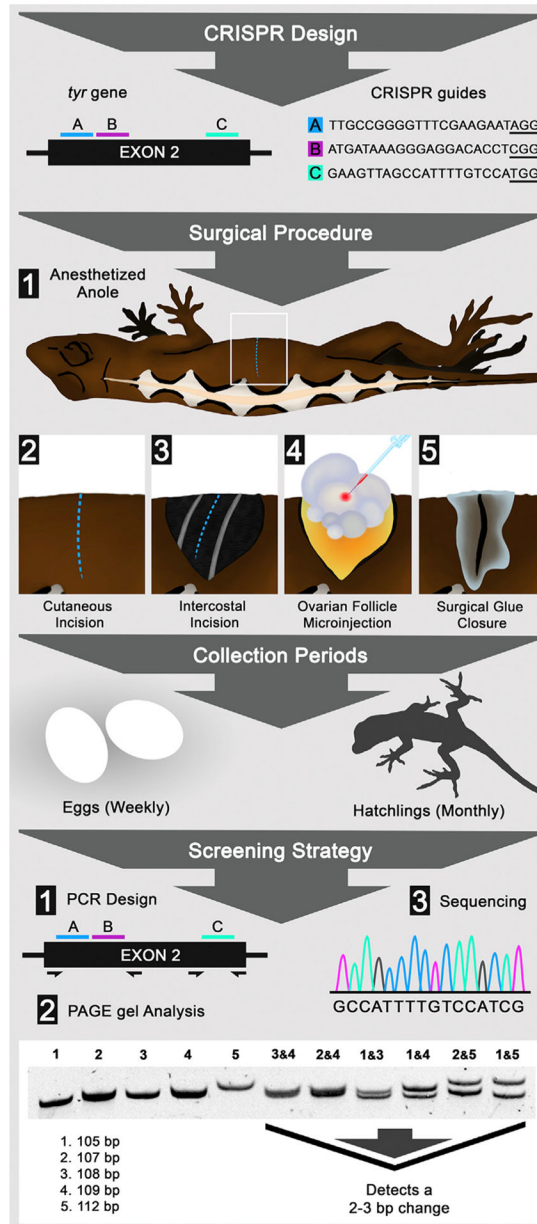 CRISPR Design
tyr gene
CRISPR guides
A B C
EXON 2
A TTGCCGGGGTTTCGAAGAATAGG
B ATGATAAAGGGAGGACACCTCGG
C GAAGTTAGCCATTTTGTCCATGG
Surgical Procedure
1 Anesthetized
Anole
2 3 4 5
Cutaneous
Incision
Intercostal
Incision
Ovarian Follicle
Microinjection
Surgical Glue
Closure
Collection Periods
Eggs (Weekly)
Hatchlings (Monthly)
Screening Strategy
1 PCR Design
A B C
EXON 2
3 Sequencing
GCCATTTTGTCCATCG
2 PAGE gel Analysis
1 2 3 4 5 3&4 2&4 1&3 1&4 2&5 1&5
1. 105 bp
2. 107 bp
3. 108 bp
4. 109 bp
5. 112 bp
Detects a
2-3 bp change